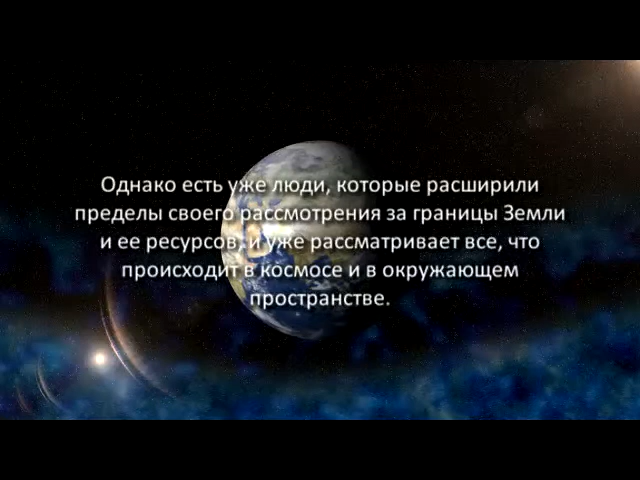 Однако есть уже люди, которые расширили
пределы своего рассмотрения за границы Земли
и ее ресурсов, и уже рассматривает все, что
происходит в космосе и в окружающем
пространстве.